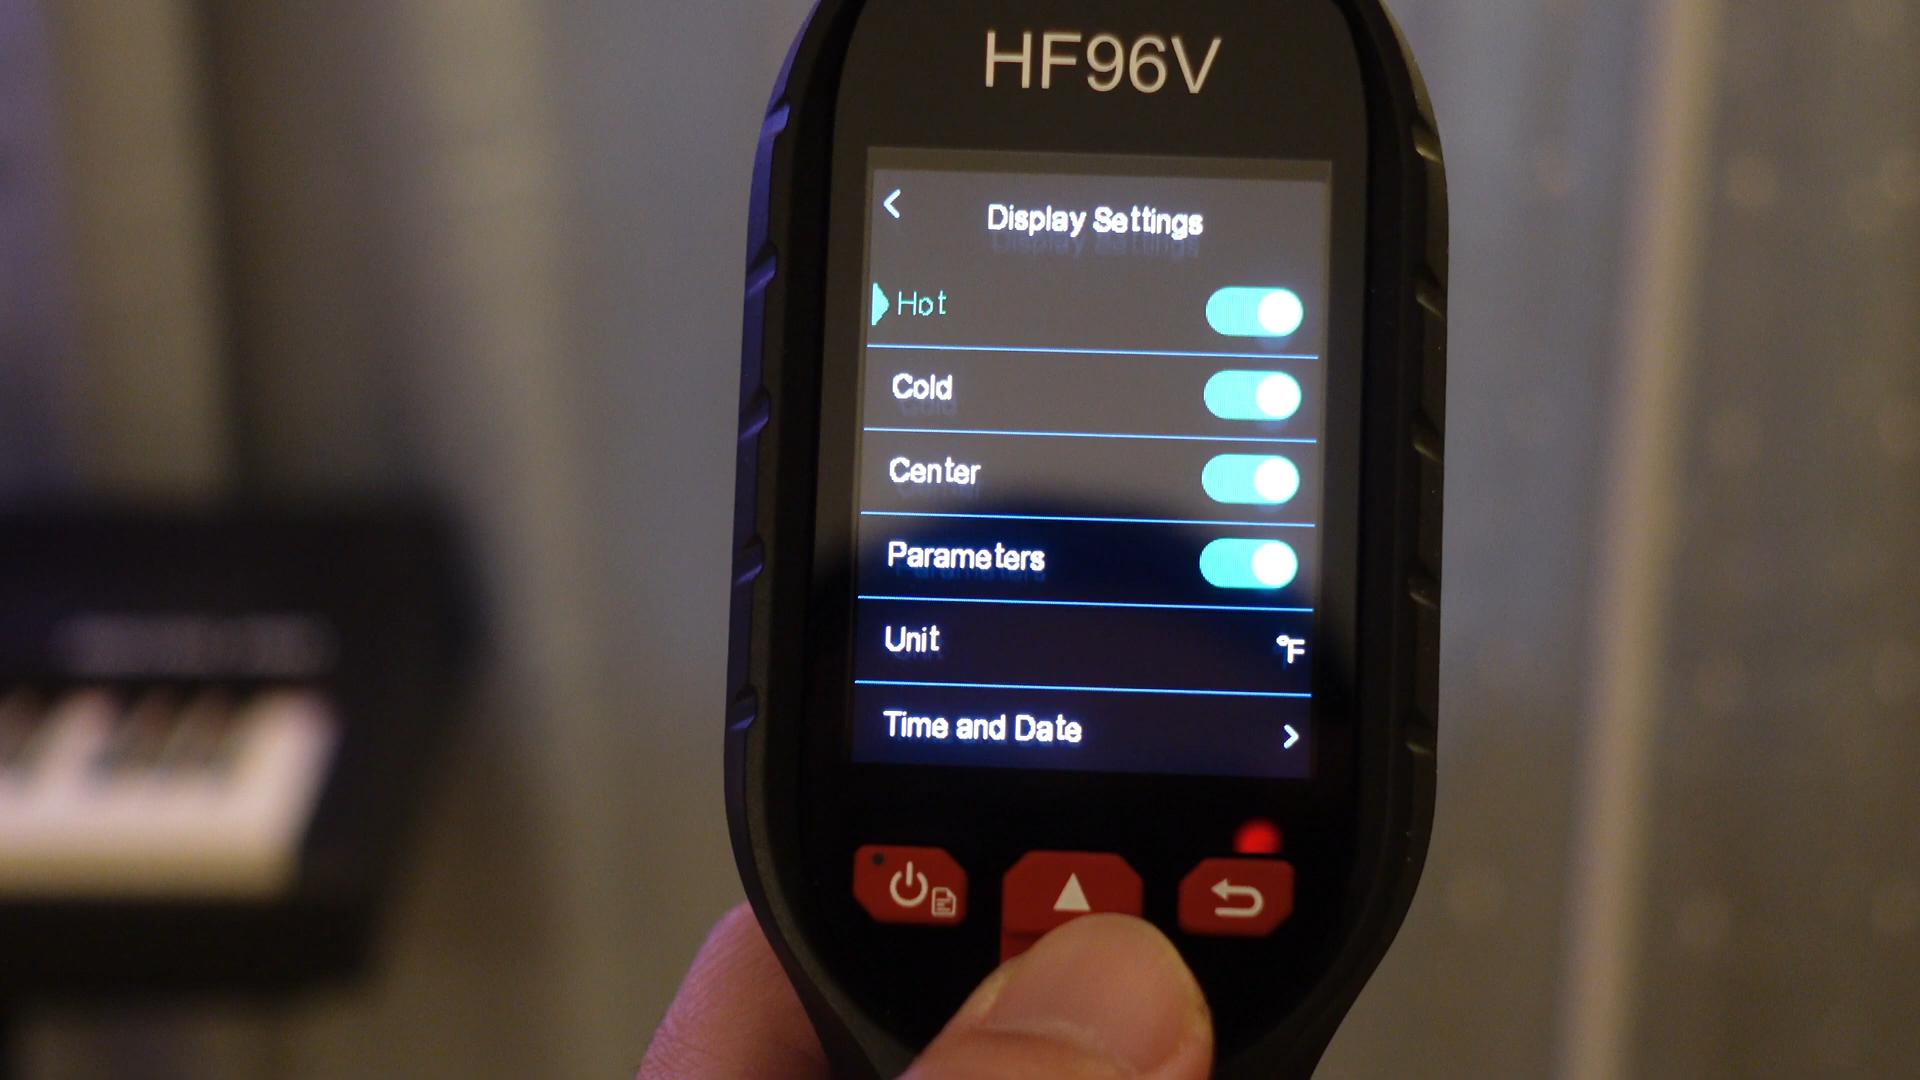 HF96V
Display Settings
Hot
Cold
Center
Parameters
Unit °F
Time and Date